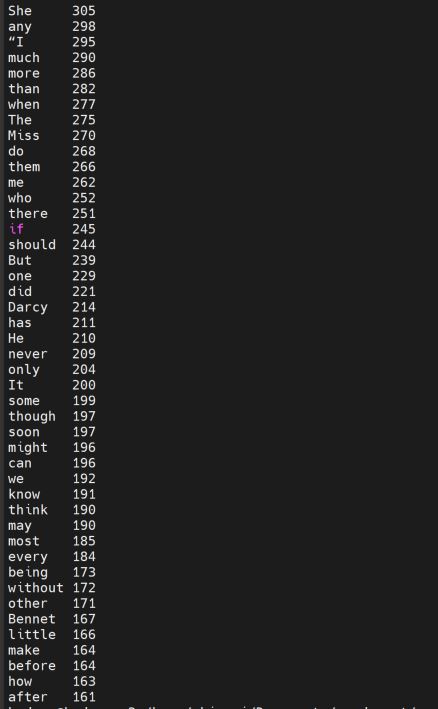 She 305
any 298
“I 295
much 290
more 286
than 282
when 277
The 275
Miss 270
do 268
them 266
me 262
who 252
there 251
if 245
should 244
But 239
one 229
did 221
Darcy 214
has 211
He 210
never 209
only 204
It 200
some 199
though 197
soon 197
might 196
can 196
we 192
know 191
think 190
may 190
most 185
every 184
being 173
without 172
other 171
Bennet 167
little 166
make 164
before 164
how 163
after 161